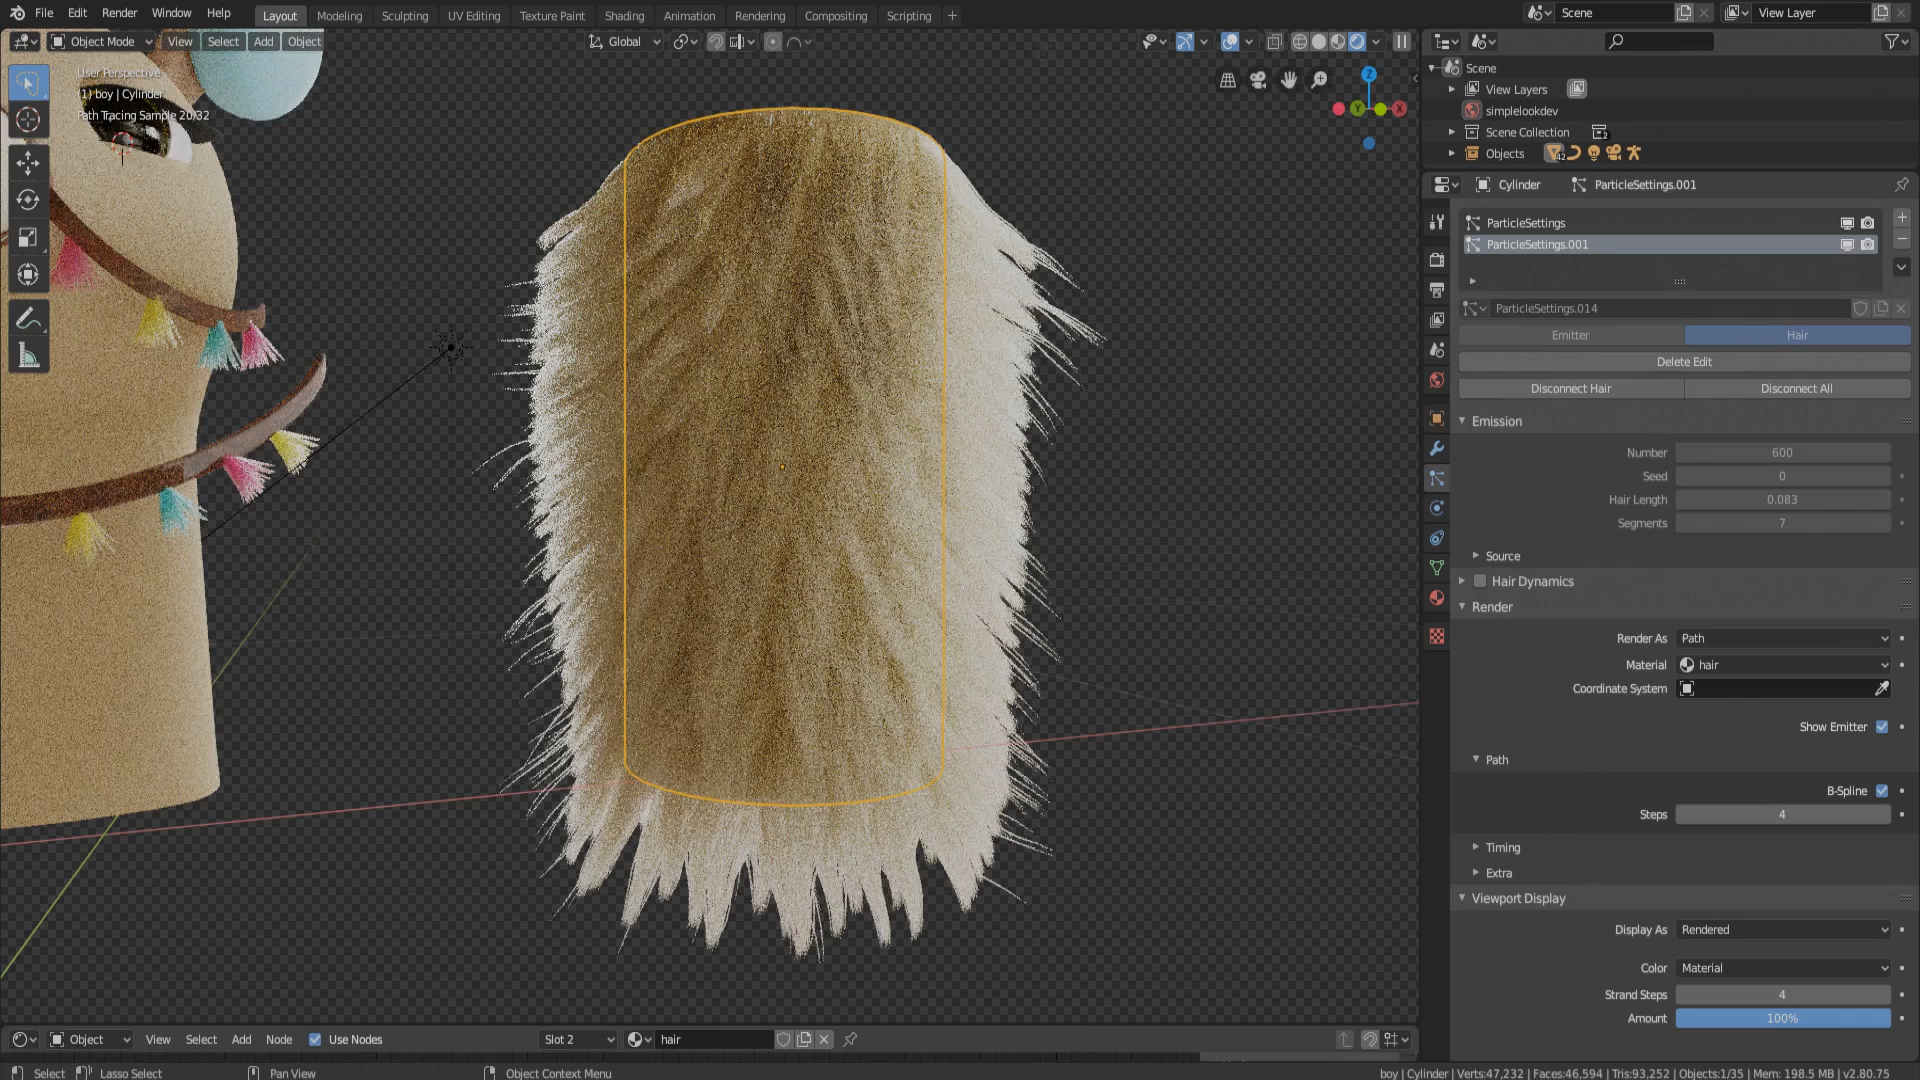 File Edit Render Window Help Layout Modeling Sculpting UV Editing Texture Paint Shading Animation Rendering Compositing Scripting + Scene View Layer
Object Mode View Select Add Object Global
User Perspective
(1) boy | Cylinder
Path Tracing Sample 20/32
Z
Y
X
Scene
View Layers
simplelookdev
Scene Collection 2
Objects 42
Cylinder ParticleSettings.001
ParticleSettings
ParticleSettings.001
ParticleSettings.014
Emitter Hair
Delete Edit
Disconnect Hair Disconnect All
Emission
Number 600
Seed 0
Hair Length 0.083
Segments 7
Source
Hair Dynamics
Render
Render As Path
Material hair
Coordinate System
Show Emitter
Path
B-Spline
Steps 4
Timing
Extra
Viewport Display
Display As Rendered
Color Material
Strand Steps 4
Amount 100%
Object View Select Add Node Use Nodes Slot 2 hair
Select Lasso Select Pan View Object Context Menu boy | Cylinder | Verts:47,232 | Faces:46,594 | Tris:93,252 | Objects:1/35 | Mem: 198.5 MB | v2.80.75